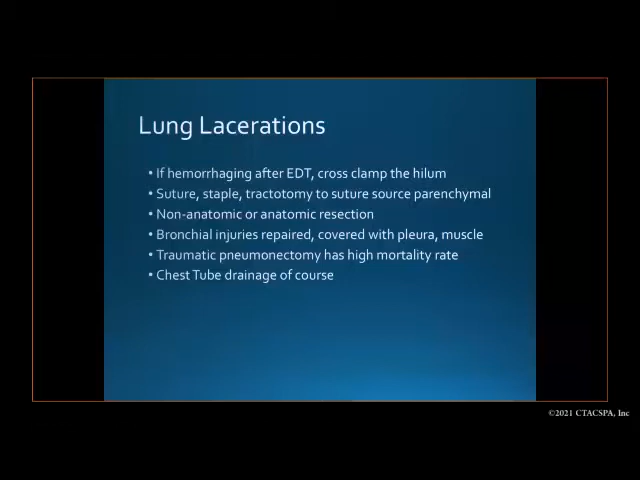 Lung Lacerations
• If hemorrhaging after EDT, cross clamp the hilum
• Suture, staple, tractotomy to suture source parenchymal
• Non-anatomic or anatomic resection
• Bronchial injuries repaired, covered with pleura, muscle
• Traumatic pneumonectomy has high mortality rate
• Chest Tube drainage of course
©2021 CTACSPA, Inc